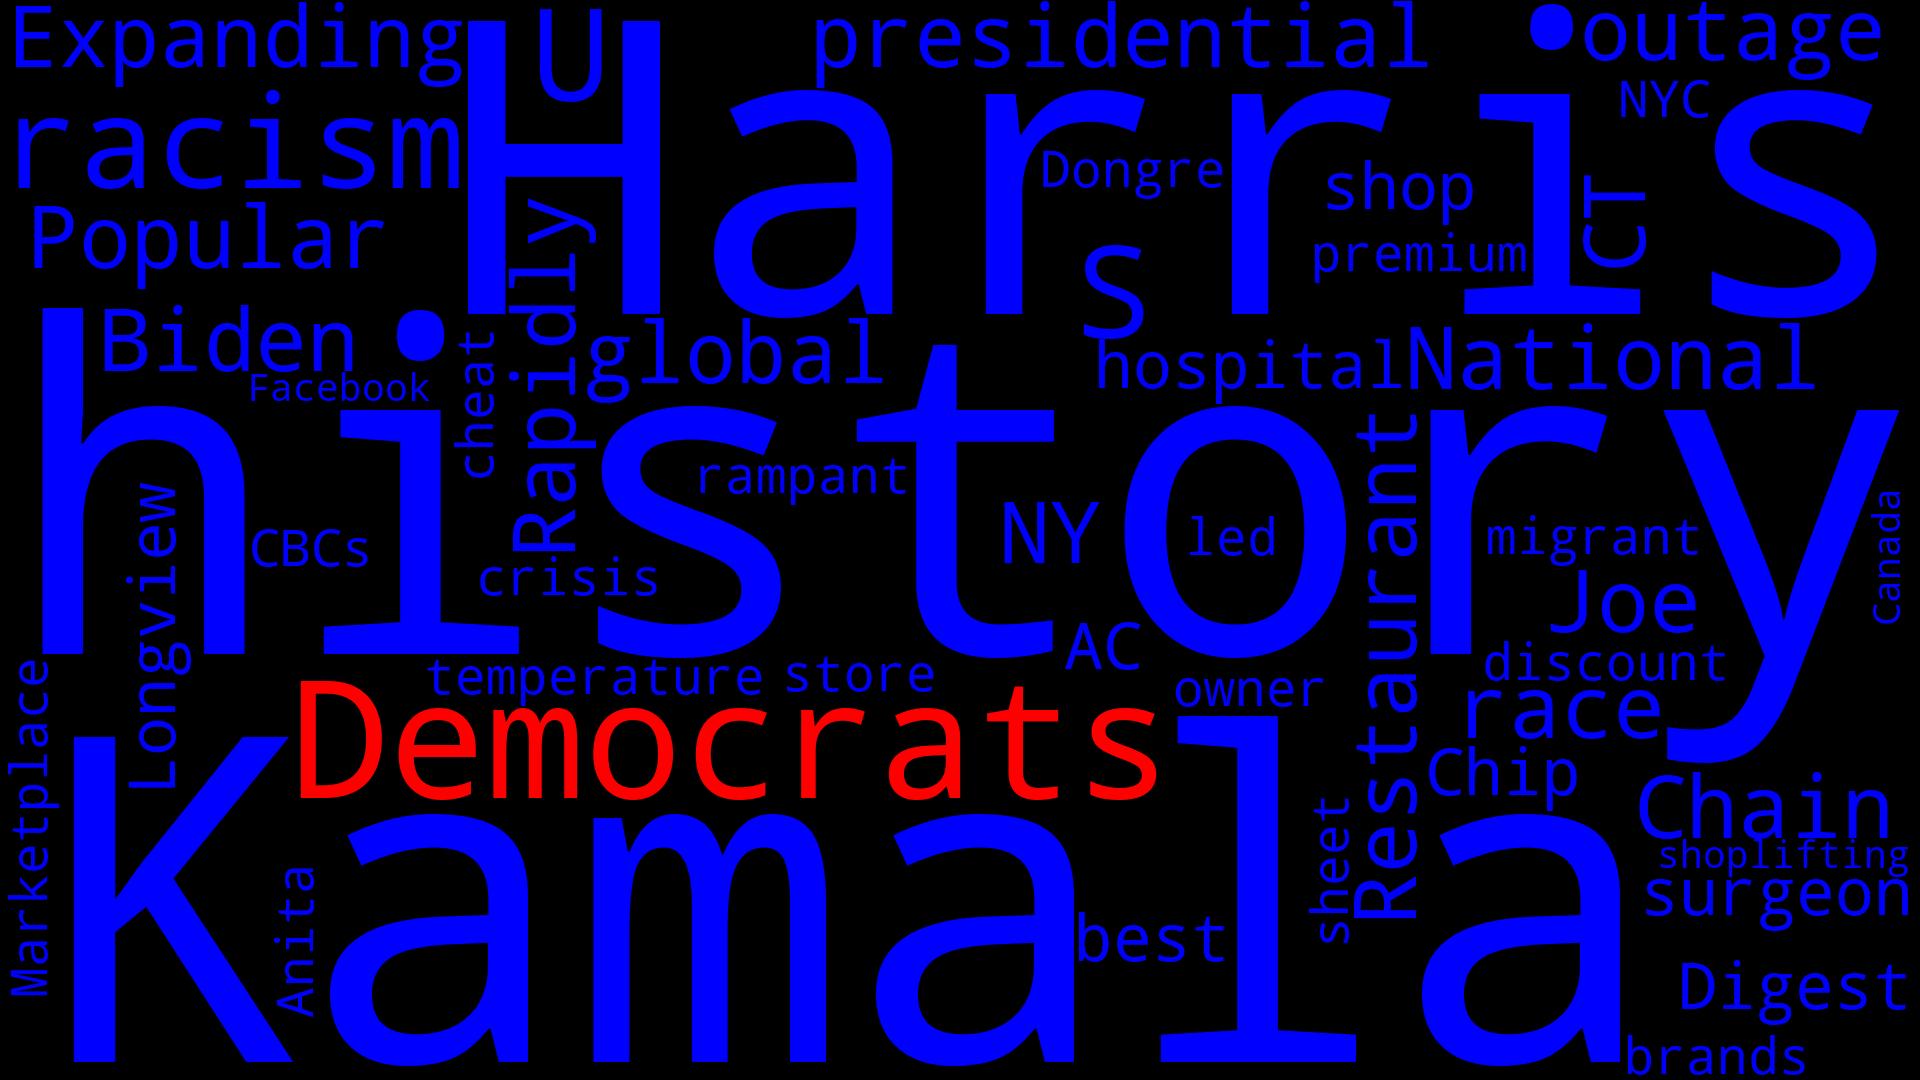 Expanding
U
presidential
outage
Harris
NYC
racism
Dongre
shop
CT
premium
Popular
Rapidly
S
Biden
global
hospital
National
Facebook
cheat
history
rampant
Restaurant
NY
led
migrant
Canada
Longview
CBCs
crisis
Joe
AC
discount
temperature
store
owner
race
Marketplace
Democrats
Chip
Chain
Kamala
sheet
shoplifting
surgeon
Anita
best
Digest
brands